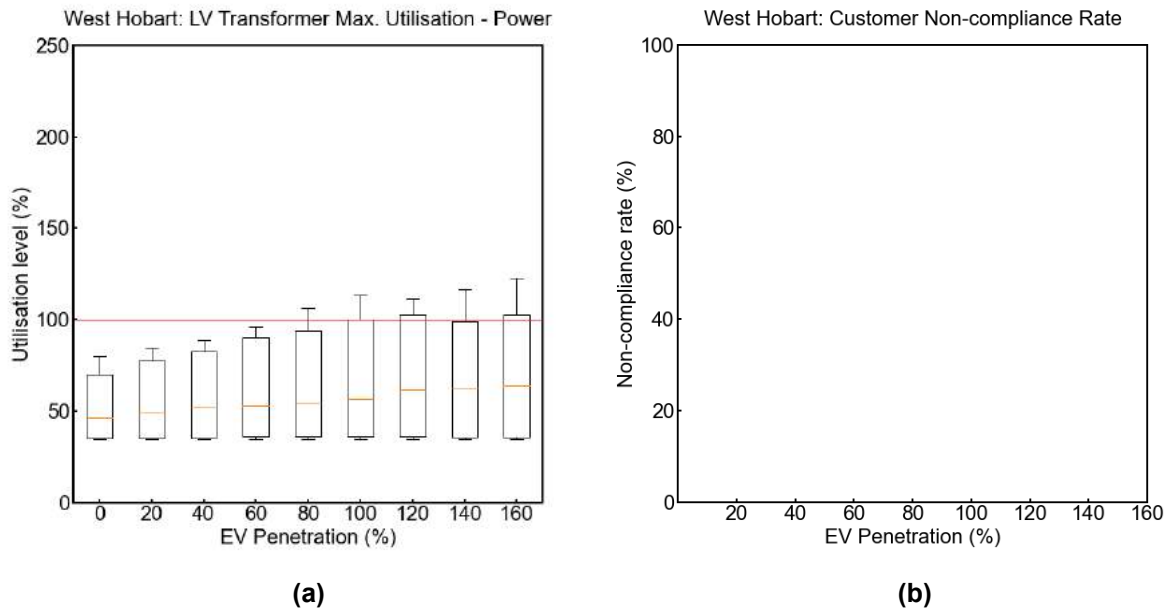 West Hobart: LV Transformer Max. Utilisation - Power
250
200
150
100
50
0
Utilisation level (%)
0 20 40 60 80 100 120 140 160
EV Penetration (%)
(a)
West Hobart: Customer Non-compliance Rate
100
80
60
40
20
0
Non-compliance rate (%)
20 40 60 80 100 120 140 160
EV Penetration (%)
(b)